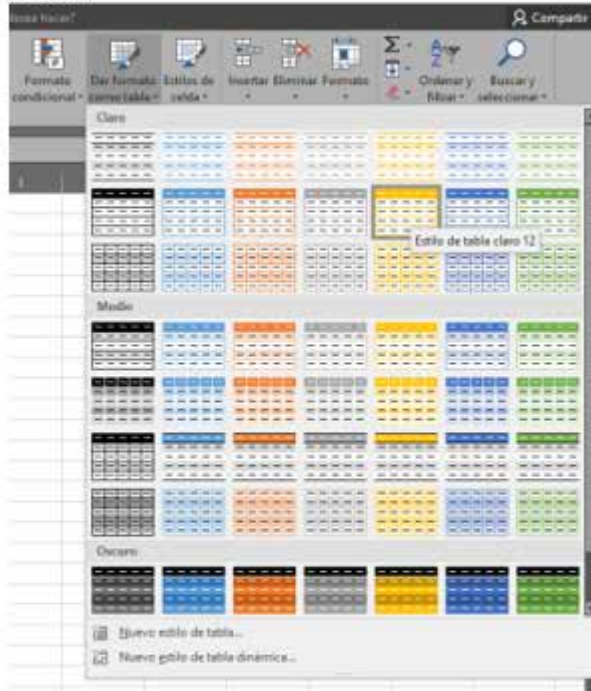 hacer?
Compartir
Formato condicional
Dar formato como tabla
Estilos de celda
Insertar
Eliminar
Formato
Ordenar y filtrar
Buscar y seleccionar
Claro
Estilo de tabla claro 12
Medio
Oscuro
Nuevo estilo de tabla...
Nuevo estilo de tabla dinámica...